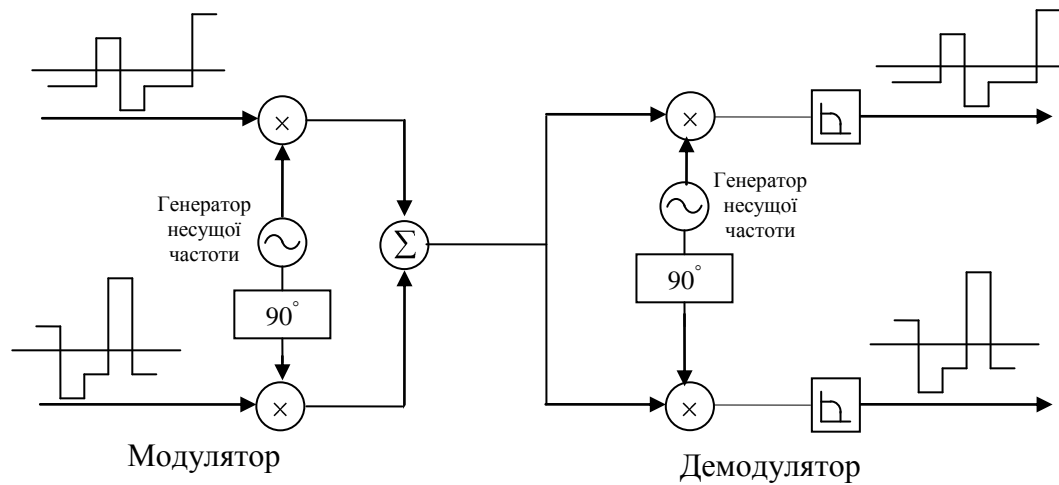 ×
×
Генератор
несущої
частоти
Генератор
несущої
частоти
Σ
90°
90°
×
×
Модулятор
Демодулятор